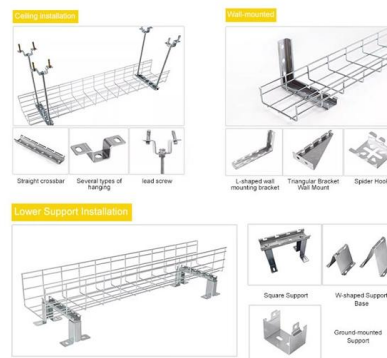 Ceiling installation
Wall-mounted
Straight crossbar
Several types of
hanging
lead screw
L-shaped wall
mounting bracket
Triangular Bracket
Wall Mount
Spider Hook
Lower Support Installation
Square Support
W-shaped Support
Base
Ground-mounted
Support